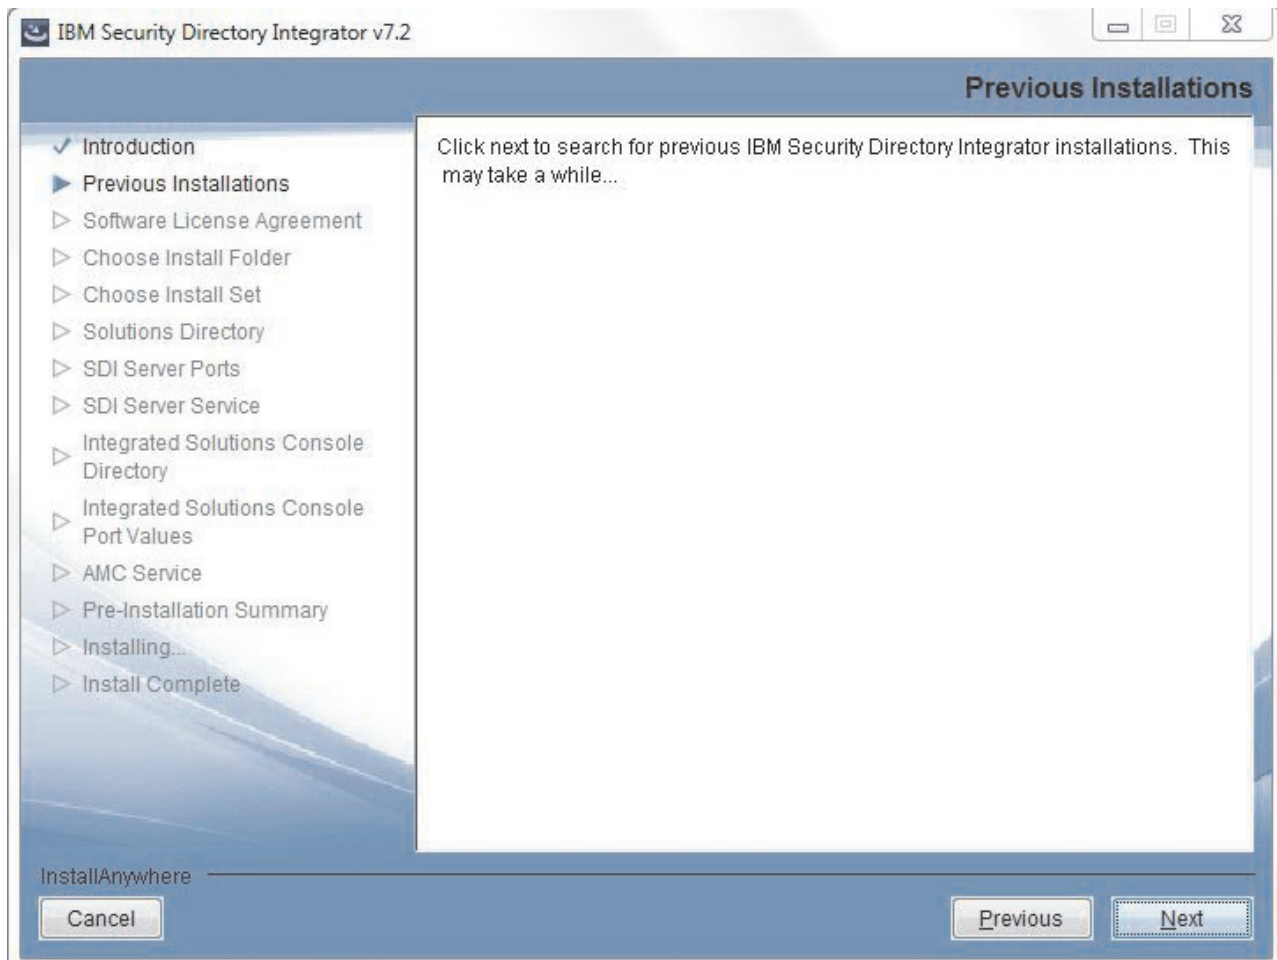 IBM Security Directory Integrator v7.2
Previous Installations
Introduction
Previous Installations
Software License Agreement
Choose Install Folder
Choose Install Set
Solutions Directory
SDI Server Ports
SDI Server Service
Integrated Solutions Console
Directory
Integrated Solutions Console
Port Values
AMC Service
Pre-Installation Summary
Installing...
Install Complete
Click next to search for previous IBM Security Directory Integrator installations. This
may take a while...
InstallAnywhere
Cancel
Previous
Next